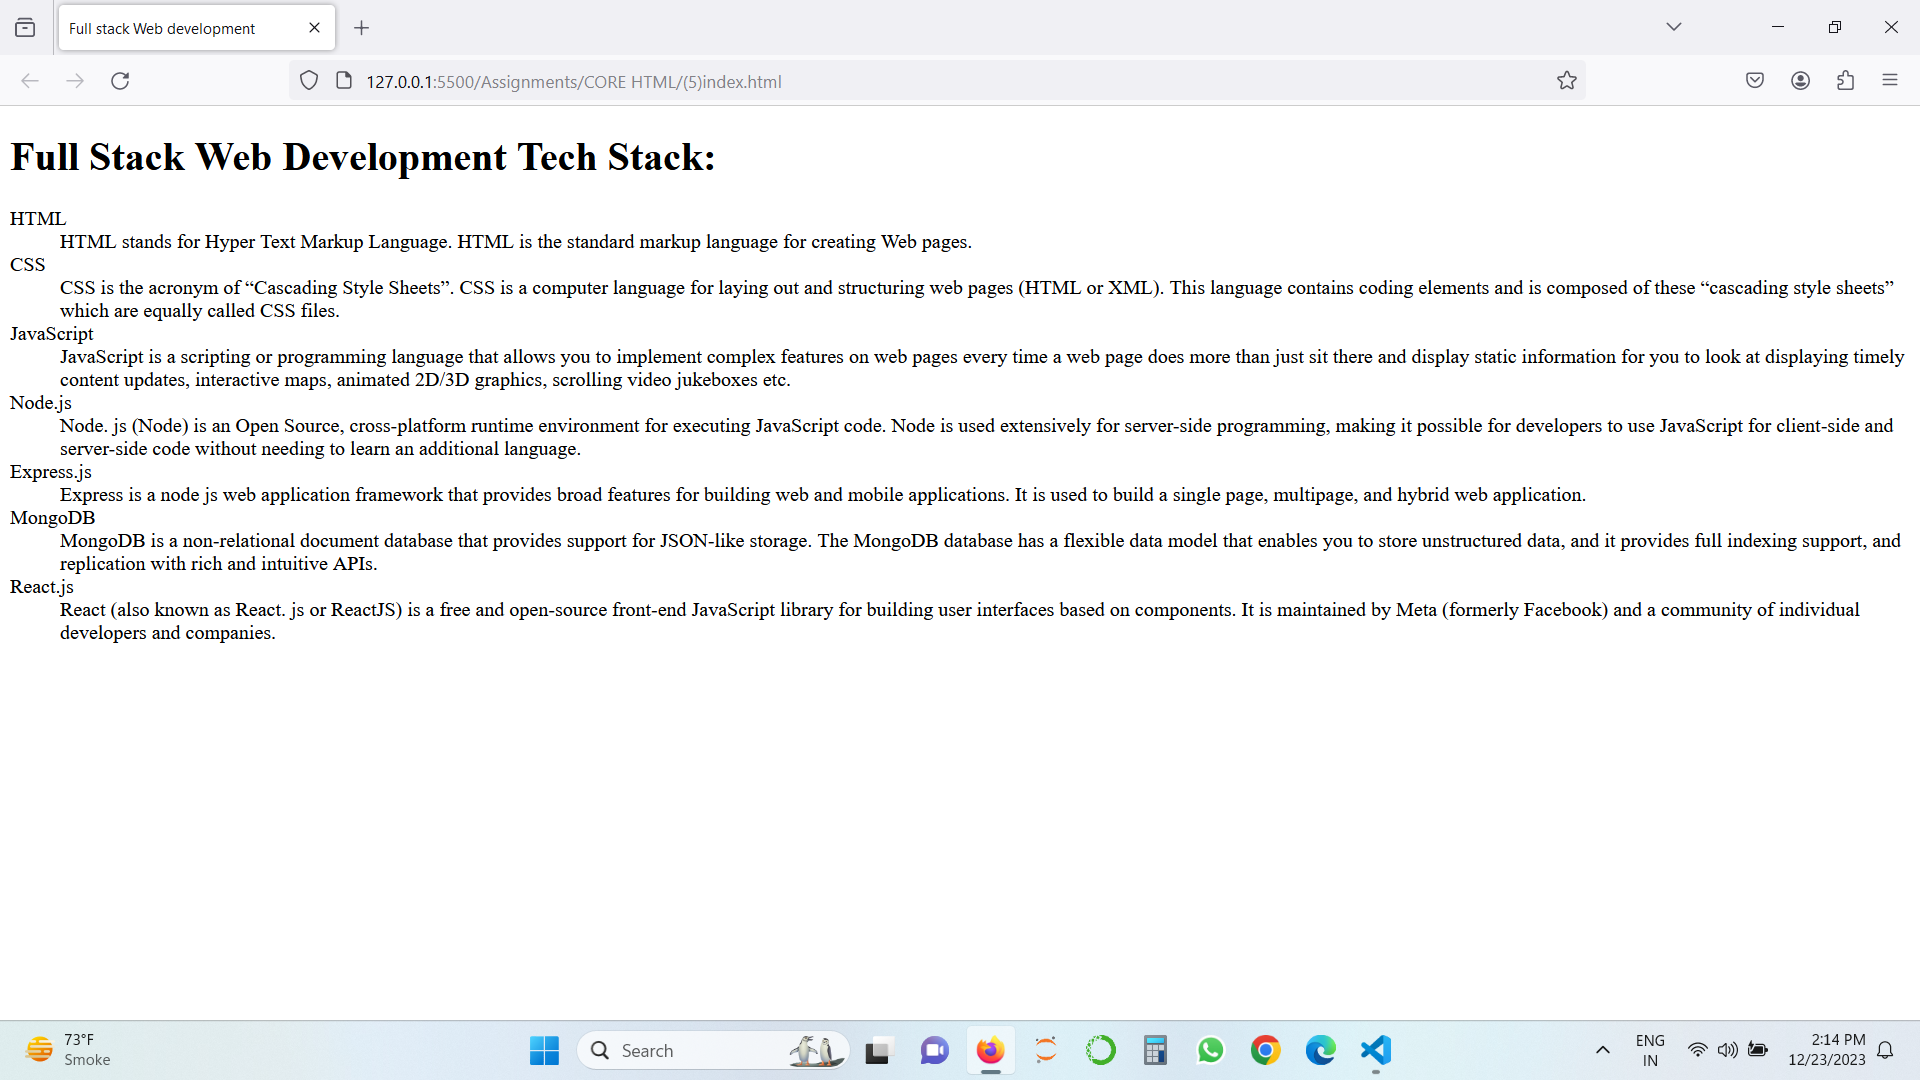 Full stack Web development
127.0.0.1:5500/Assignments/CORE HTML/(5)index.html
Full Stack Web Development Tech Stack:
HTML
HTML stands for Hyper Text Markup Language. HTML is the standard markup language for creating Web pages.
CSS
CSS is the acronym of “Cascading Style Sheets”. CSS is a computer language for laying out and structuring web pages (HTML or XML). This language contains coding elements and is composed of these “cascading style sheets”
which are equally called CSS files.
JavaScript
JavaScript is a scripting or programming language that allows you to implement complex features on web pages every time a web page does more than just sit there and display static information for you to look at displaying timely
content updates, interactive maps, animated 2D/3D graphics, scrolling video jukeboxes etc.
Node.js
Node. js (Node) is an Open Source, cross-platform runtime environment for executing JavaScript code. Node is used extensively for server-side programming, making it possible for developers to use JavaScript for client-side and
server-side code without needing to learn an additional language.
Express.js
Express is a node js web application framework that provides broad features for building web and mobile applications. It is used to build a single page, multipage, and hybrid web application.
MongoDB
MongoDB is a non-relational document database that provides support for JSON-like storage. The MongoDB database has a flexible data model that enables you to store unstructured data, and it provides full indexing support, and
replication with rich and intuitive APIs.
React.js
React (also known as React. js or ReactJS) is a free and open-source front-end JavaScript library for building user interfaces based on components. It is maintained by Meta (formerly Facebook) and a community of individual
developers and companies.
73°F
Smoke
Search
ENG
IN
2:14 PM
12/23/2023